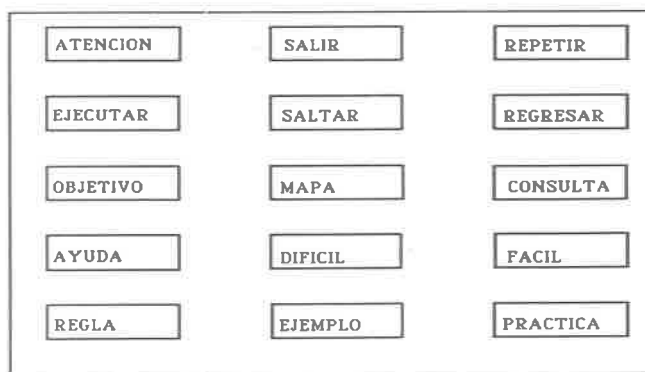 ATENCION SALIR REPETIR
EJECUTAR SALTAR REGRESAR
OBJETIVO MAPA CONSULTA
AYUDA DIFICIL FACIL
REGLA EJEMPLO PRACTICA